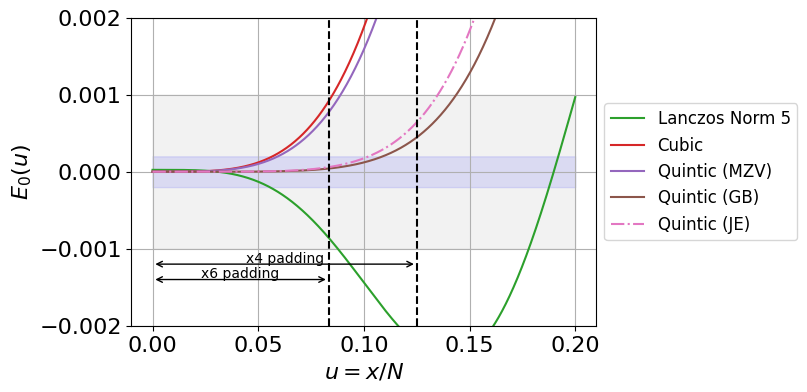 0.002
0.001
0.000
−0.001
−0.002
E₀(u)
x4 padding
x6 padding
0.00 0.05 0.10 0.15 0.20
u = x/N
Lanczos Norm 5
Cubic
Quintic (MZV)
Quintic (GB)
Quintic (JE)